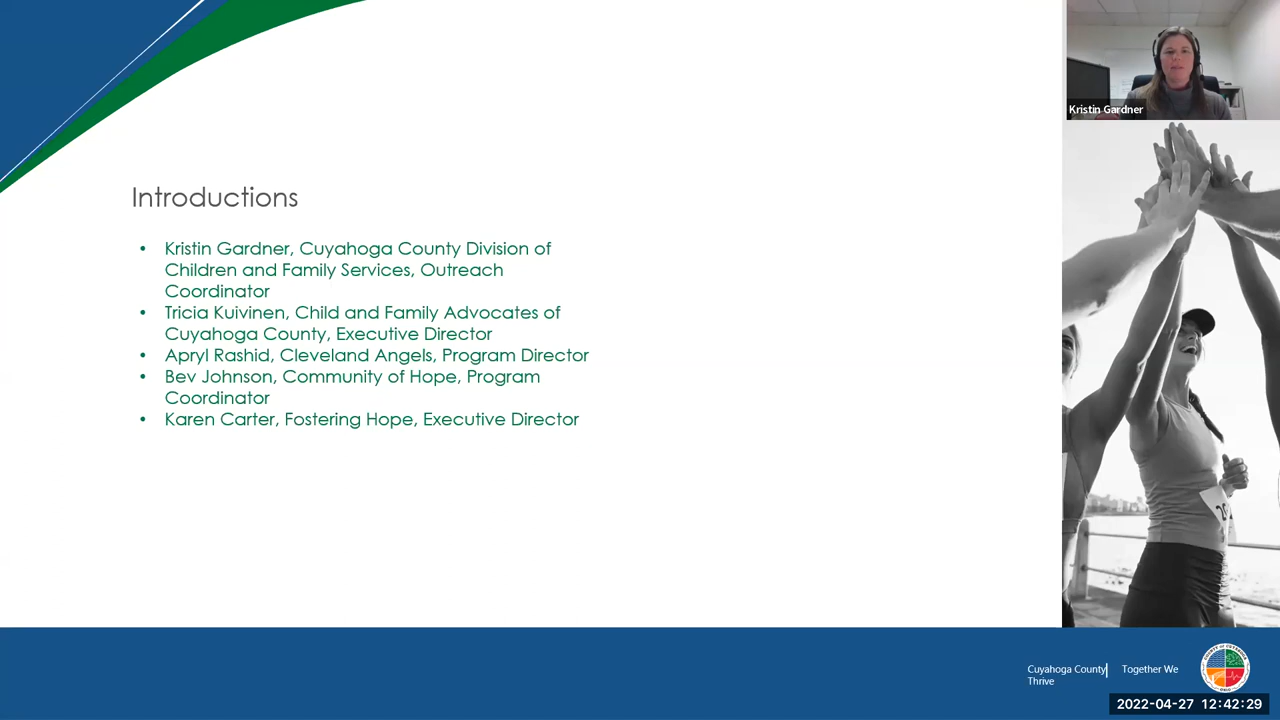 Kristin Gardner
Introductions
• Kristin Gardner, Cuyahoga County Division of
Children and Family Services, Outreach
Coordinator
• Tricia Kuivinen, Child and Family Advocates of
Cuyahoga County, Executive Director
• Apryl Rashid, Cleveland Angels, Program Director
• Bev Johnson, Community of Hope, Program
Coordinator
• Karen Carter, Fostering Hope, Executive Director
Cuyahoga County| Together We
Thrive
2022-04-27 12:42:29